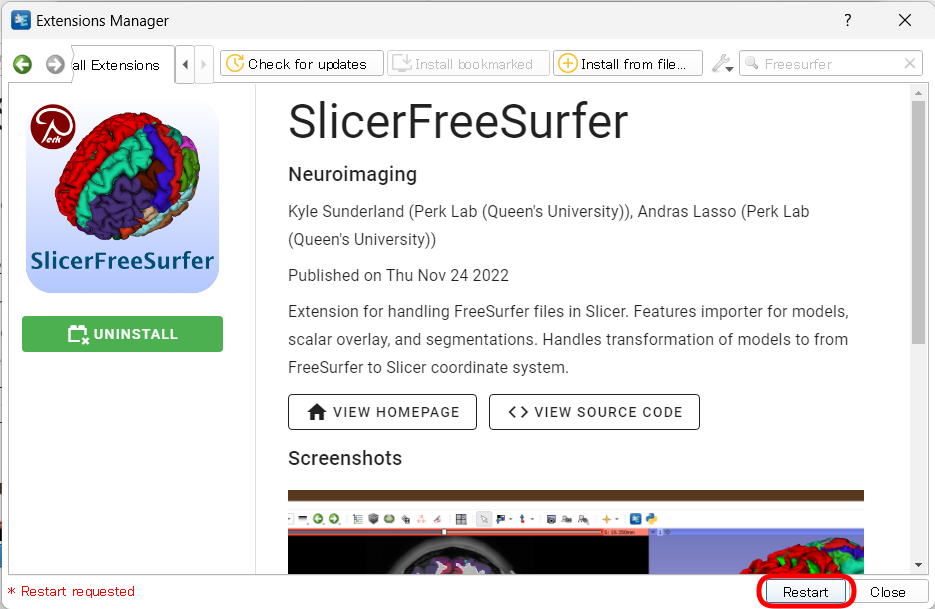 Extensions Manager
?
all Extensions
Check for updates
Install bookmarked
Install from file...
Freesurfer
Perk
SlicerFreeSurfer
UNINSTALL
SlicerFreeSurfer
Neuroimaging
Kyle Sunderland (Perk Lab (Queen's University)), Andras Lasso (Perk Lab
(Queen's University))
Published on Thu Nov 24 2022
Extension for handling FreeSurfer files in Slicer. Features importer for models,
scalar overlay, and segmentations. Handles transformation of models to from
FreeSurfer to Slicer coordinate system.
VIEW HOMEPAGE
<> VIEW SOURCE CODE
Screenshots
* Restart requested
Restart
Close